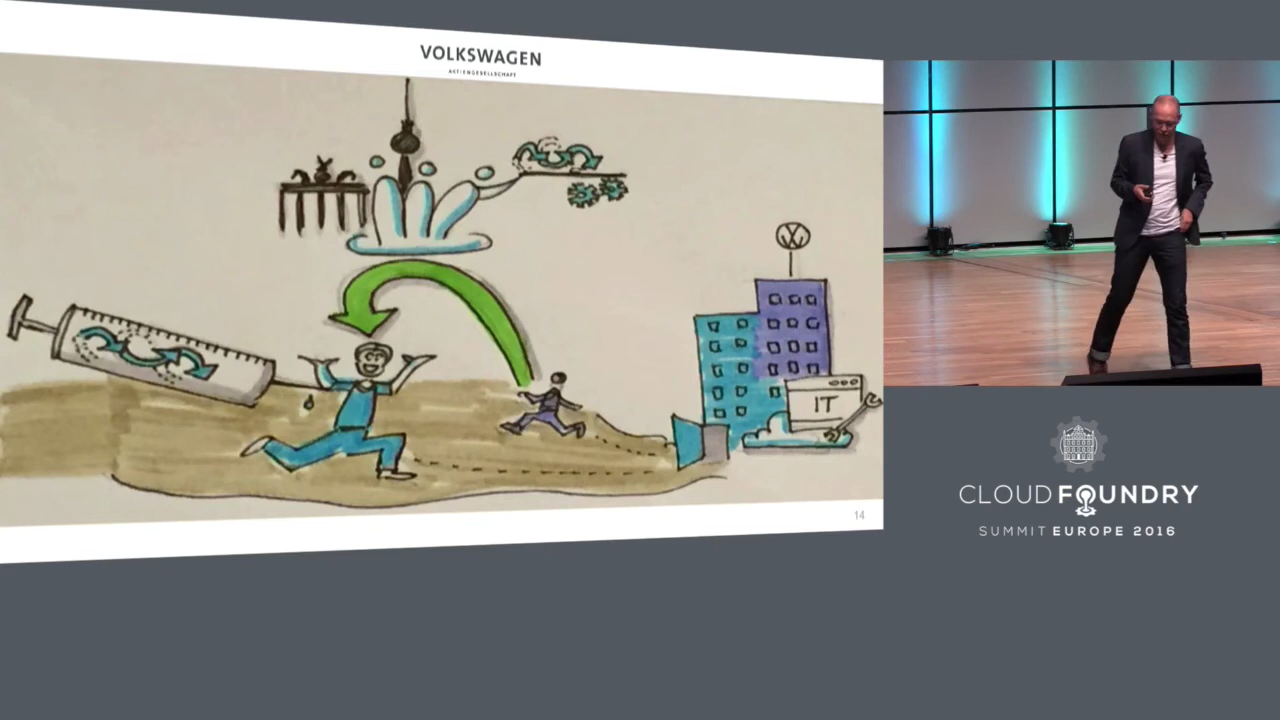 VOLKSWAGEN
AKTIENGESELLSCHAFT
IT
14
CLOUD FOUNDRY
SUMMIT EUROPE 2016